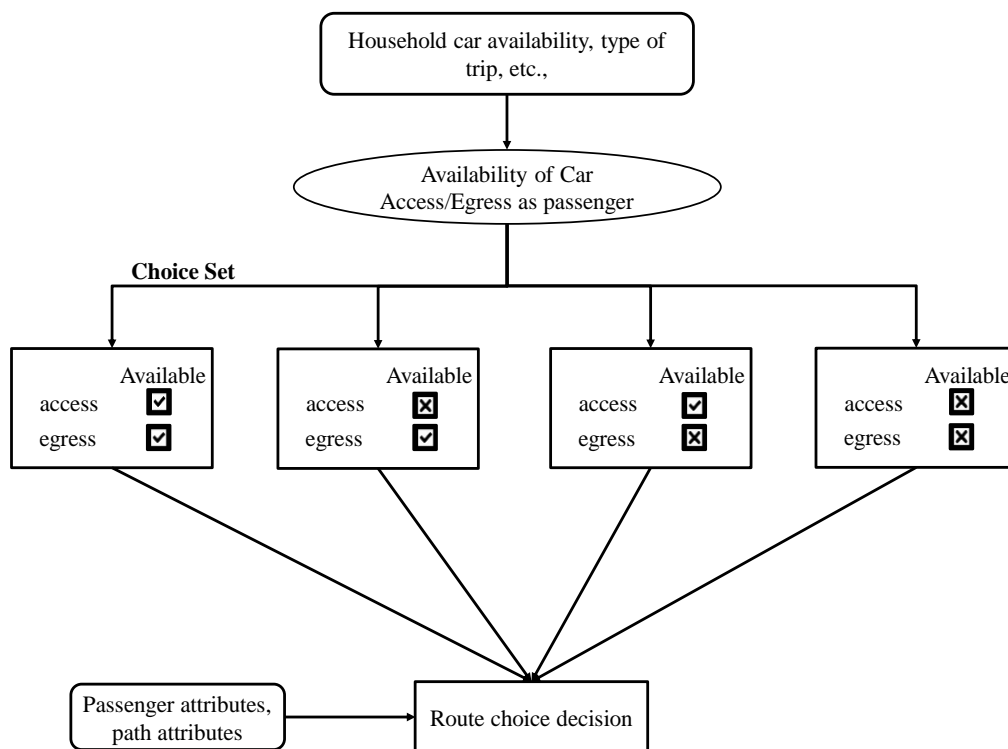 Household car availability, type of
trip, etc.,
Availability of Car
Access/Egress as passenger
Choice Set
Available
access
egress
Available
access
egress
Available
access
egress
Available
access
egress
Passenger attributes,
path attributes
Route choice decision